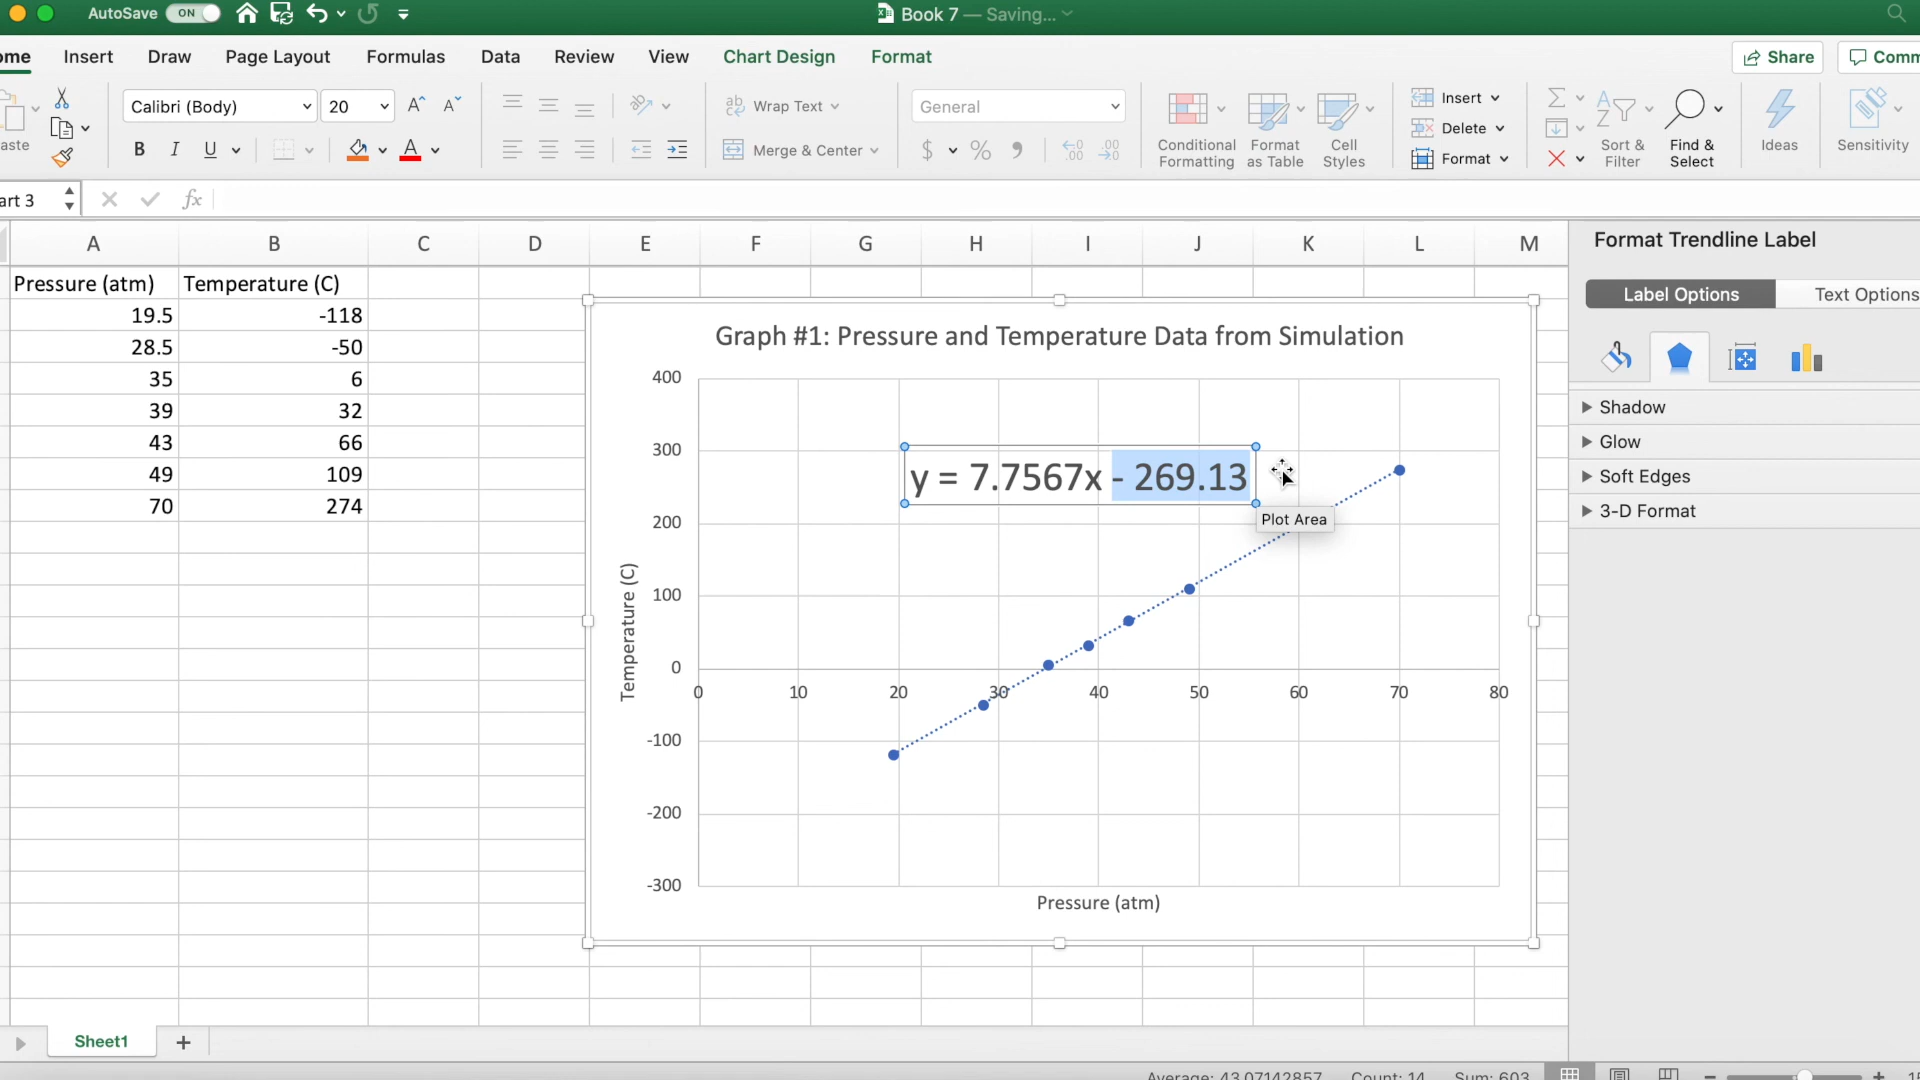 AutoSave ON Book 7 — Saving...
ome Insert Draw Page Layout Formulas Data Review View Chart Design Format Share Comm
aste Calibri (Body) 20 A A Wrap Text General Insert
Delete
B I U A Merge & Center $ % Conditional Formatting Format as Table Cell Styles Format Sort & Filter Find & Select Ideas Sensitivity
art 3 fx
A B C D E F G H I J K L M
Format Trendline Label
Label Options Text Options
Shadow
Glow
Soft Edges
3-D Format
Pressure (atm) Temperature (C)
19.5 -118
28.5 -50
35 6
39 32
43 66
49 109
70 274
Graph #1: Pressure and Temperature Data from Simulation
400
300
200
100
0
-100
-200
-300
y = 7.7567x - 269.13
Plot Area
Temperature (C)
0 10 20 30 40 50 60 70 80
Pressure (atm)
Sheet1 +
Average: 43.07142857 Count: 14 Sum: 603